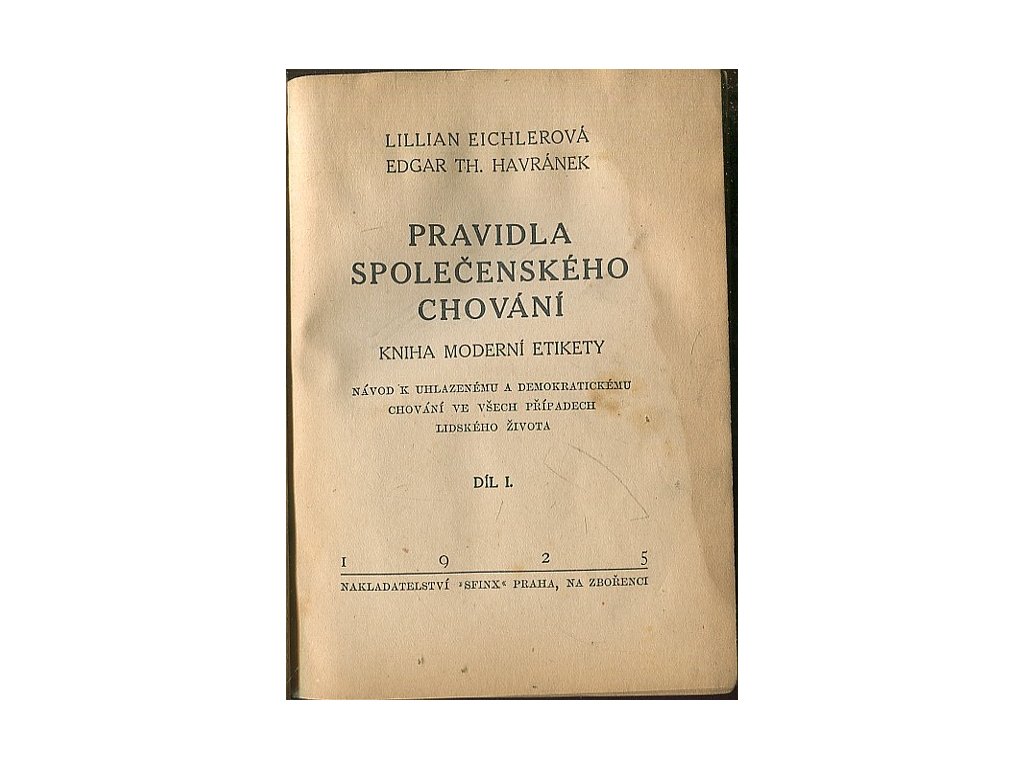 LILLIAN EICHLEROVÁ
EDGAR TH. HAVRÁNEK
PRAVIDLA
SPOLEČENSKÉHO
CHOVÁNÍ
KNIHA MODERNÍ ETIKETY
NÁVOD K UHLAZENÉMU A DEMOKRATICKÉMU
CHOVÁNÍ VE VŠECH PŘÍPADECH
LIDSKÉHO ŽIVOTA
DÍL I.
1 9 2 5
NAKLADATELSTVÍ »SFINX« PRAHA, NA ZBOŘENCI